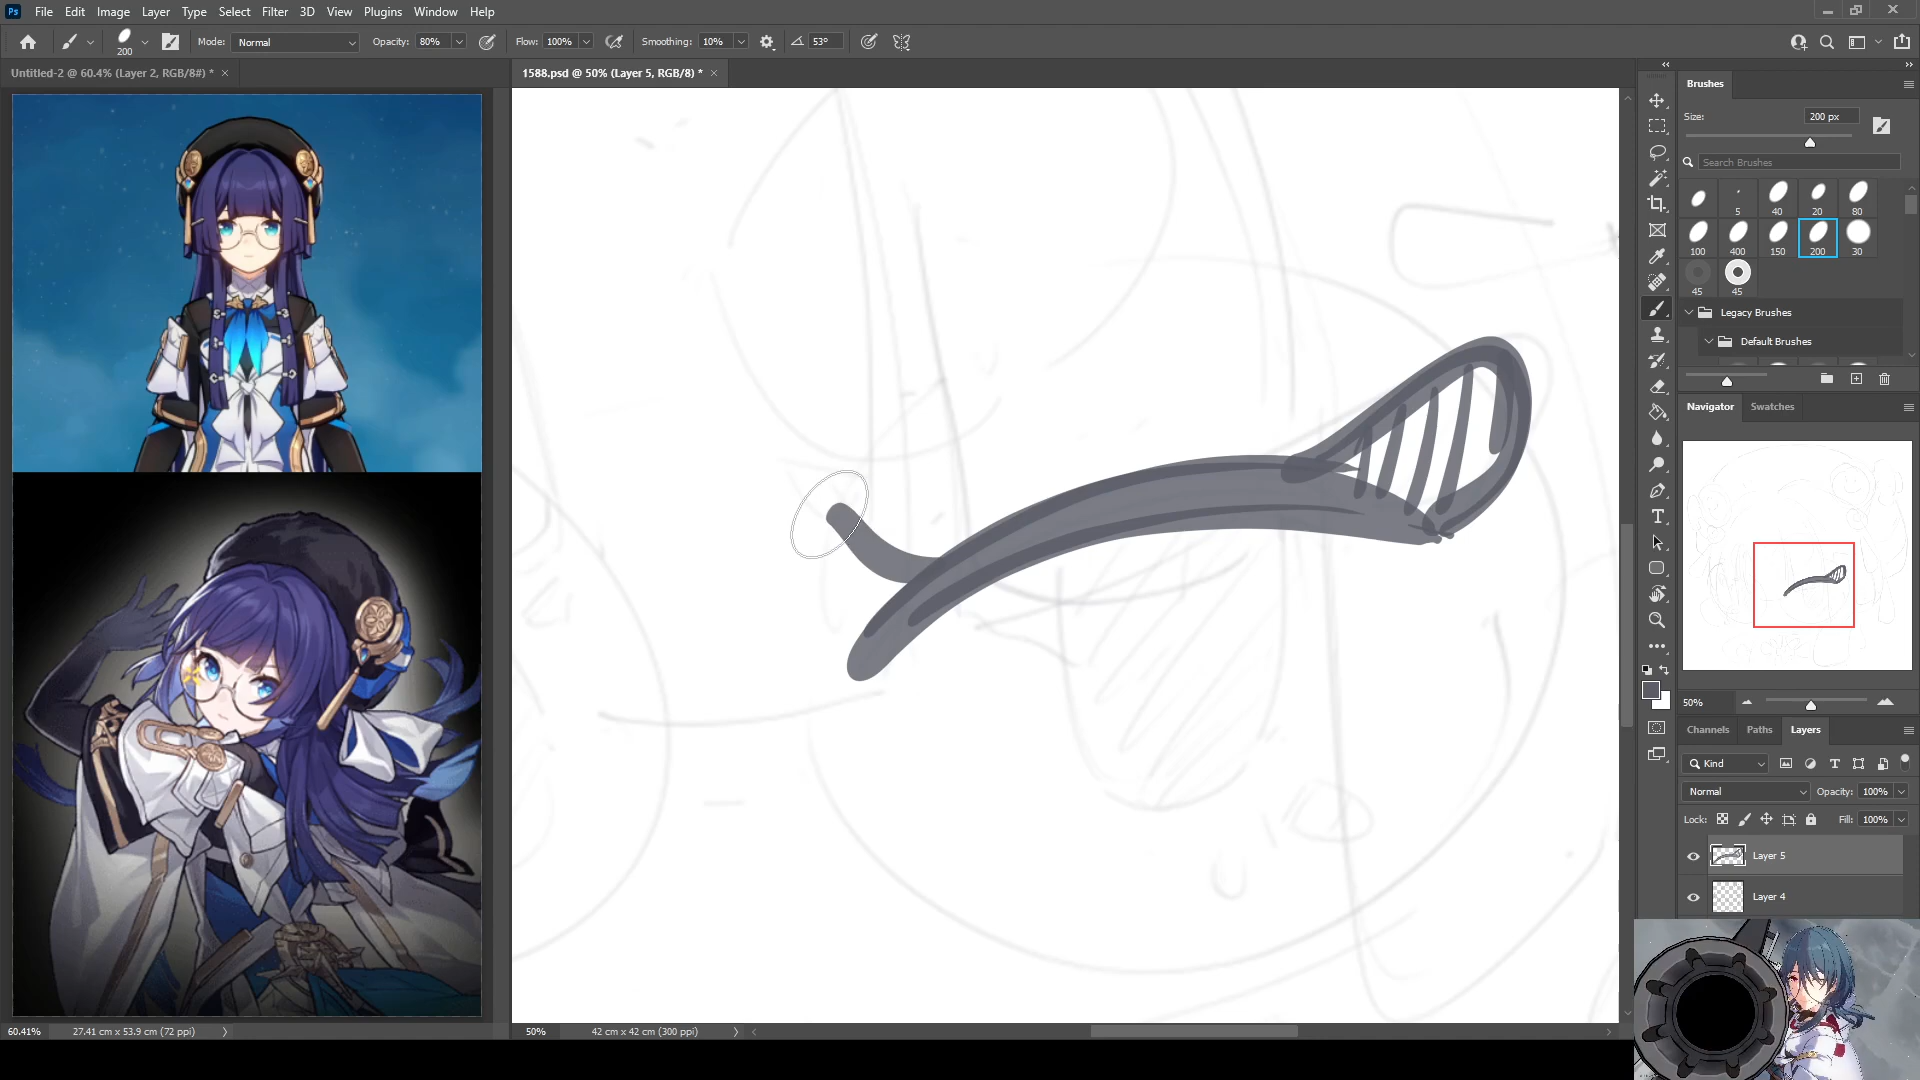 Ps File Edit Image Layer Type Select Filter 3D View Plugins Window Help
200 Mode: Normal Opacity: 80% Flow: 100% Smoothing: 10% 53°
Untitled-2 @ 60.4% (Layer 2, RGB/8#) * ×
1588.psd @ 50% (Layer 5, RGB/8) * ×
Brushes
Size: 200 px
Search Brushes
5 40 20 80
100 400 150 200 30
45 45
Legacy Brushes
Default Brushes
Navigator Swatches
50%
Channels Paths Layers
Kind
Normal Opacity: 100%
Lock: Fill: 100%
Layer 5
Layer 4
60.41% 27.41 cm x 53.9 cm (72 ppi)
50% 42 cm x 42 cm (300 ppi)